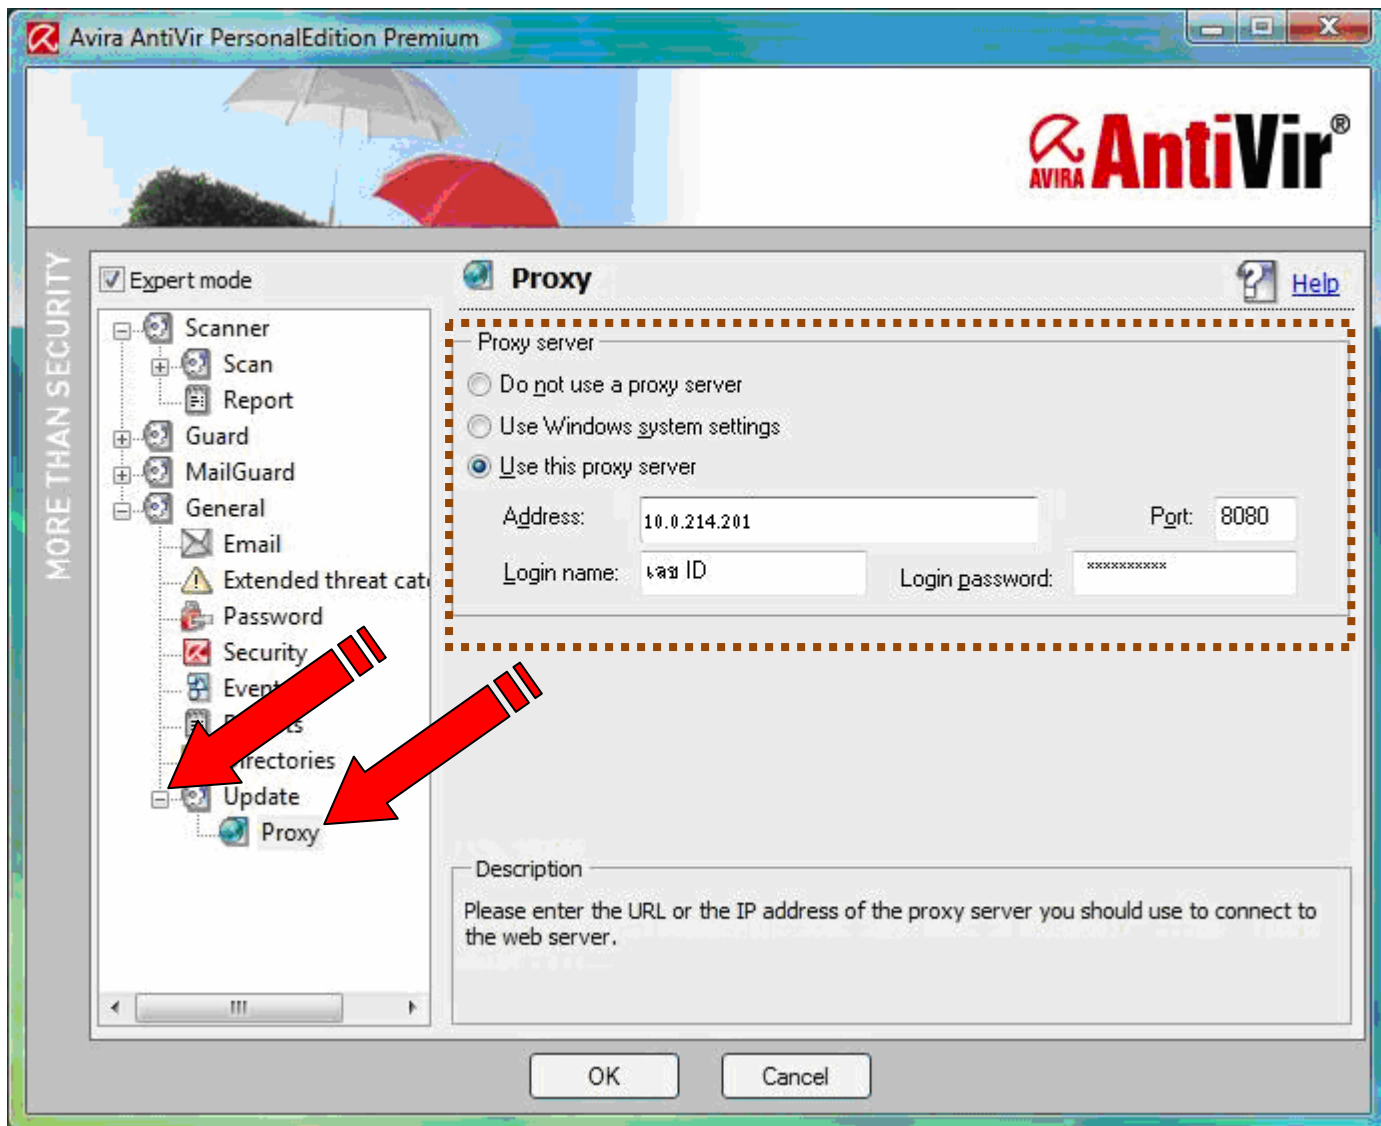 Avira AntiVir PersonalEdition Premium
AVIRA AntiVir®
MORE THAN SECURITY
Expert mode
Scanner
Scan
Report
Guard
MailGuard
General
Email
Extended threat cate
Password
Security
Update
Proxy
Proxy
Help
Proxy server
Do not use a proxy server
Use Windows system settings
Use this proxy server
Address: 10.0.214.201 Port: 8080
Login name: เลข ID Login password: xxxxxxxxxx
Description
Please enter the URL or the IP address of the proxy server you should use to connect to
the web server.
OK Cancel